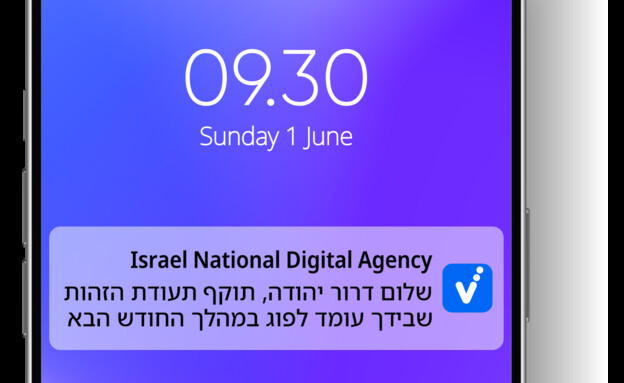 09.30
Sunday 1 June
Israel National Digital Agency
שלום דרור יהודה, תוקף תעודת הזהות
שבידך עומד לפוג במהלך החודש הבא